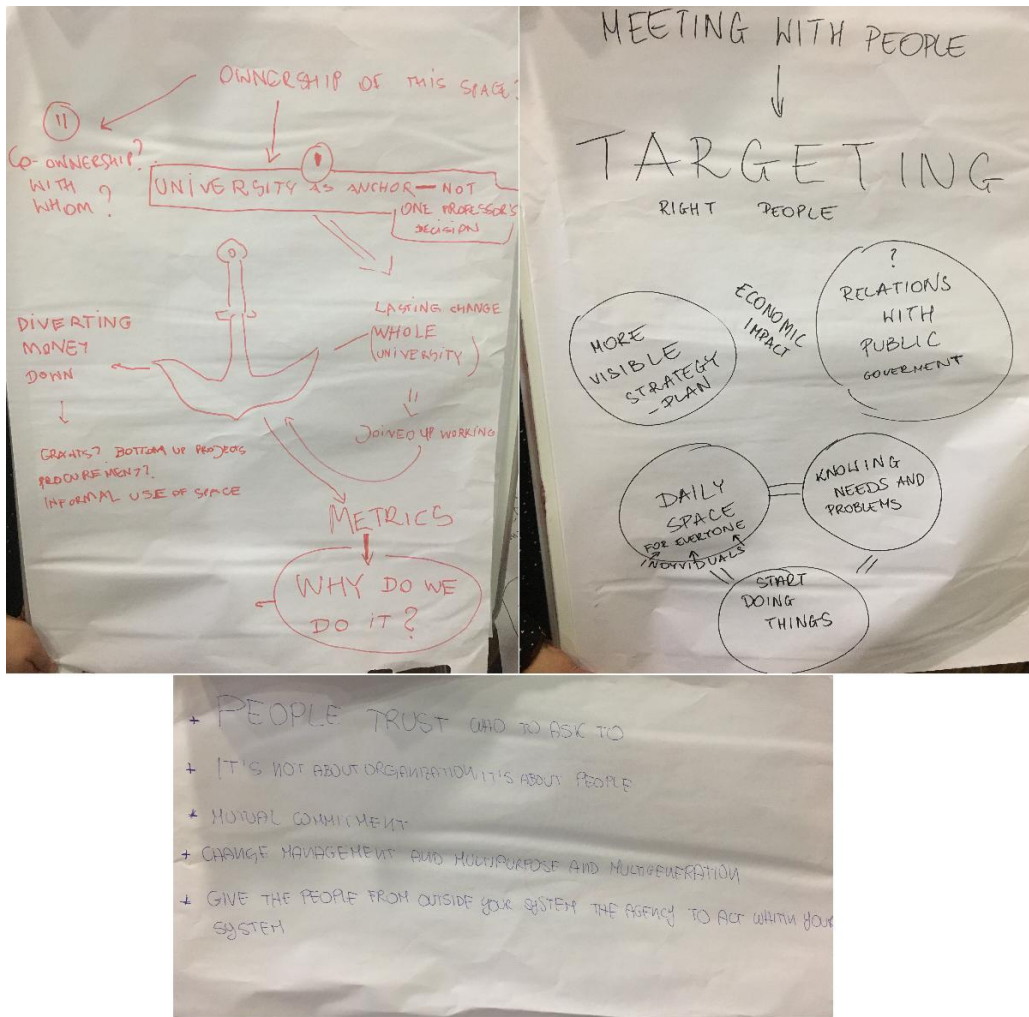 OWNERSHIP OF THIS SPACE?
11
CO-OWNERSHIP?
WITH
WHOM?
1
UNIVERSITY AS ANCHOR — NOT
ONE PROFESSOR'S
DECISION
LASTING CHANGE
(WHOLE
UNIVERSITY)
DIVERTING
MONEY
DOWN
JOINED UP WORKING
GRANTS? BOTTOM UP PROJECTS
PROCUREMENT?
INFORMAL USE OF SPACE
METRICS
WHY DO WE
DO IT?
MEETING WITH PEOPLE
TARGETING
RIGHT PEOPLE
MORE
VISIBLE
STRATEGY
-PLAN
ECONOMIC
IMPACT
?
RELATIONS
WITH
PUBLIC
GOVERMENT
DAILY
SPACE
FOR EVERYONE
INDIVIDUALS
KNOWING
NEEDS AND
PROBLEMS
START
DOING
THINGS
+ PEOPLE TRUST WHO TO ASK TO
+ IT'S NOT ABOUT ORGANIZATION IT'S ABOUT PEOPLE
+ MUTUAL COMMITMENT
+ CHANGE MANAGEMENT AND MULTIPURPOSE AND MULTIGENERATION
+ GIVE THE PEOPLE FROM OUTSIDE YOUR SYSTEM THE AGENCY TO ACT WHITIN YOUR
SYSTEM